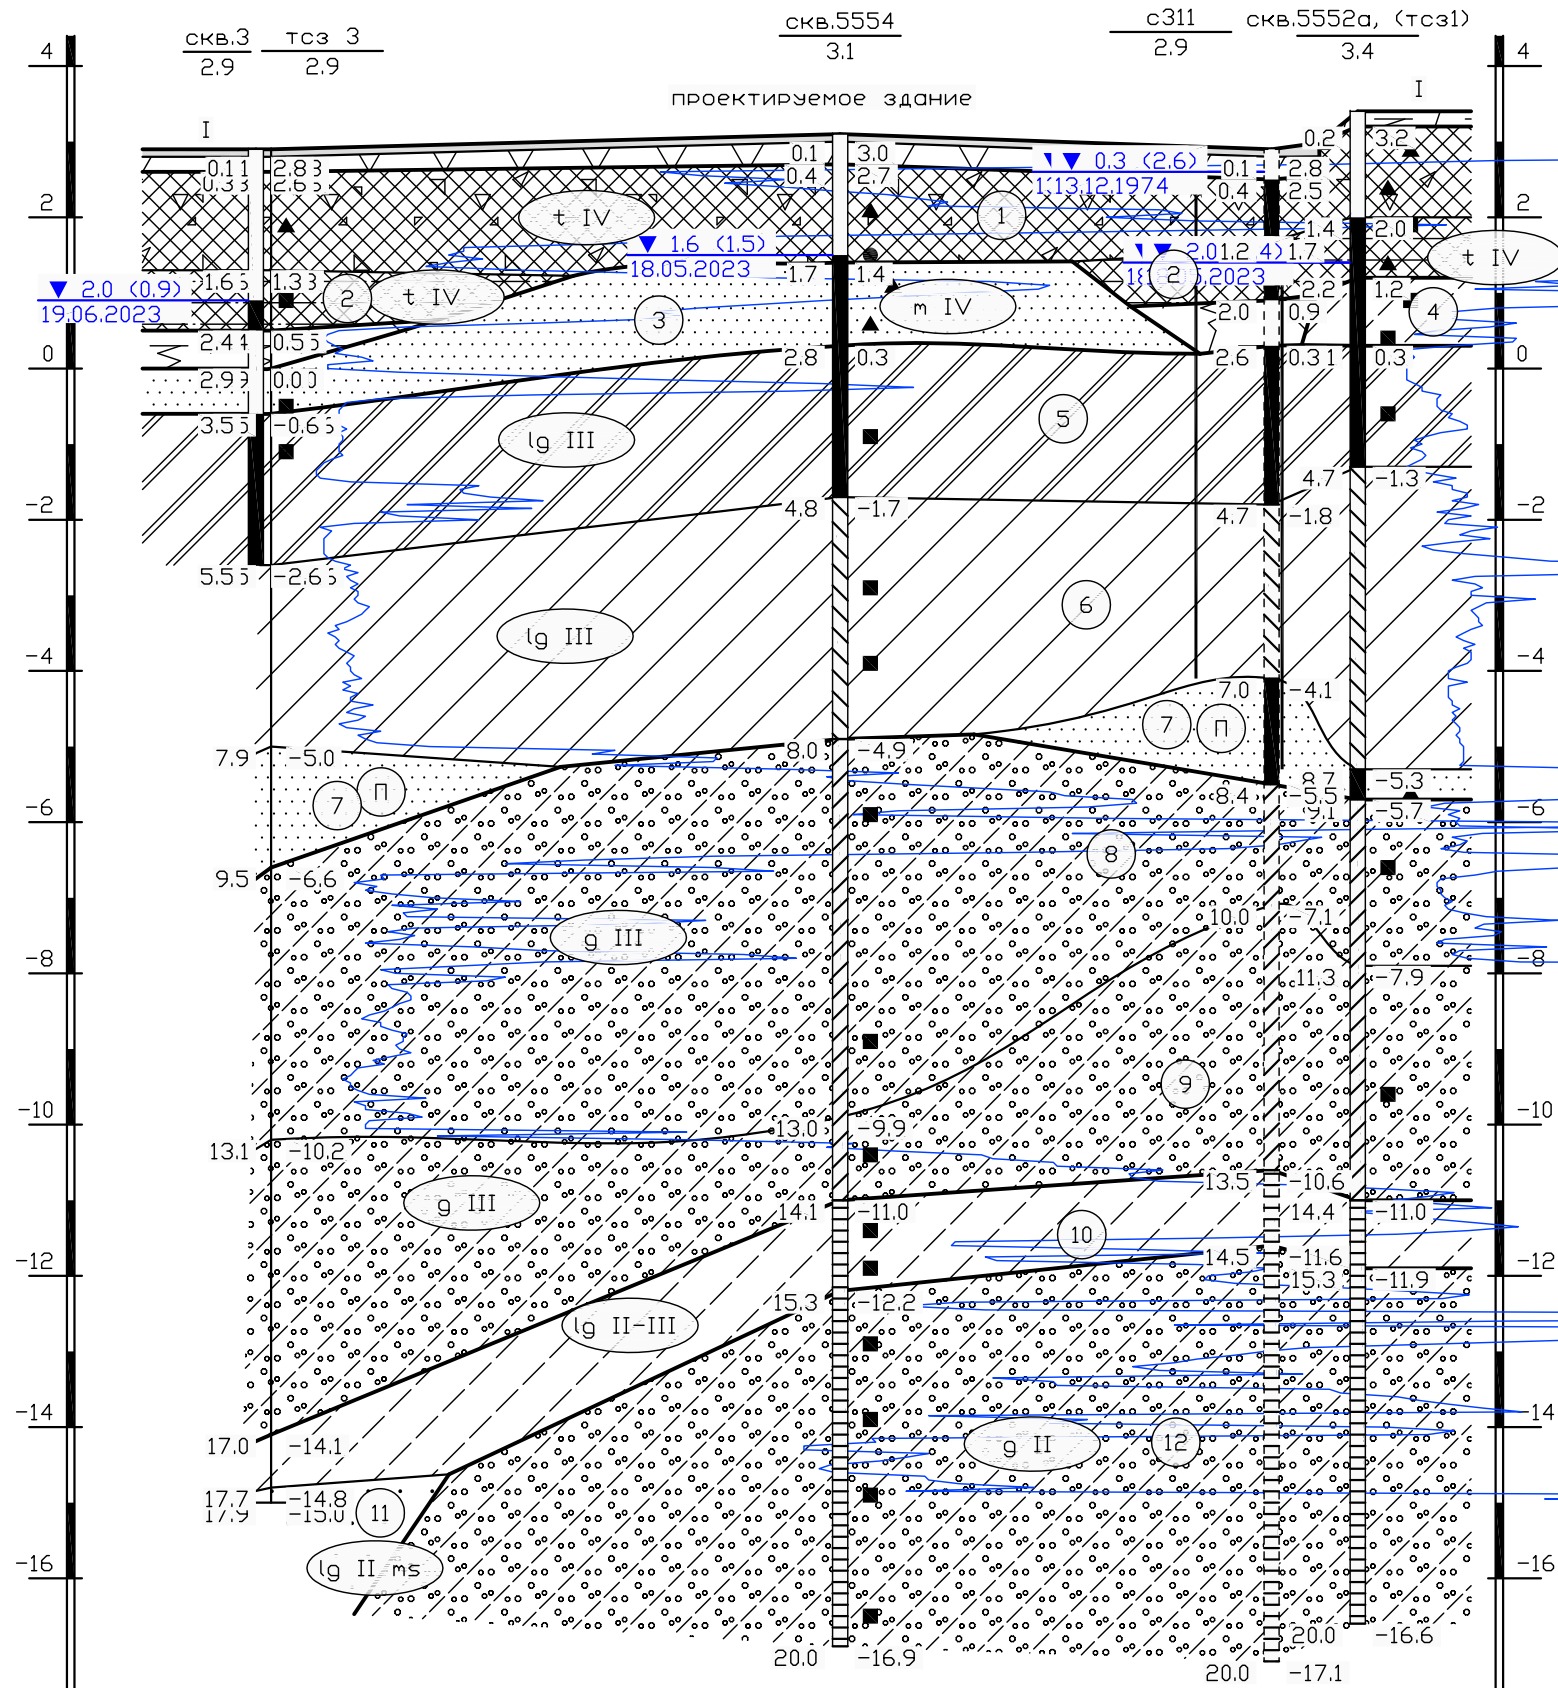 скв.3 тсз 3 скв.5554 с311 скв.5552а, (тсз1)
2.9 2.9 3.1 2.9 3.4
4 4
проектируемое здание
I I
0.1 3.0 0.2 3.2
0.4 2.7 0.1 2.8
▼ 0.3 (2.6)
13.12.1974
0.4 2.5
2 t IV 1 2
1.4 2.0
▼ 1.6 (1.5)
18.05.2023
1.7 1.4 1.2 1.7
2 t IV
t IV
▼ 2.0 (0.9)
19.06.2023
2 t IV 3 m IV 2.2 1.2 4
2.0 0.9
0 2.8 0.3 2.6 0.3 0
lg III 5
4.7 -1.3
-2 4.8 -1.7 4.7 -1.8 -2
lg III 6
-4 7.0 -4.1 -4
7 П
7.9 -5.0 8.0 -4.9
8.7 -5.3
7 П 8.4 -5.5
9.1 -5.7
-6 -6
8
9.5 -6.6
10.0 -7.1
g III
-8 11.3 -7.9 -8
9
-10 13.0 -9.9 -10
13.1 -10.2
g III 13.5 -10.6
14.1 -11.0 14.4 -11.0
10
14.5 -11.6
-12 15.3 -11.9 -12
15.3 -12.2
lg II-III
-14 -14
17.0 -14.1 g II 12
17.7 -14.8
17.9 -15.0 11
-16 lg II ms -16
20.0 -16.6
20.0 -16.9
20.0 -17.1